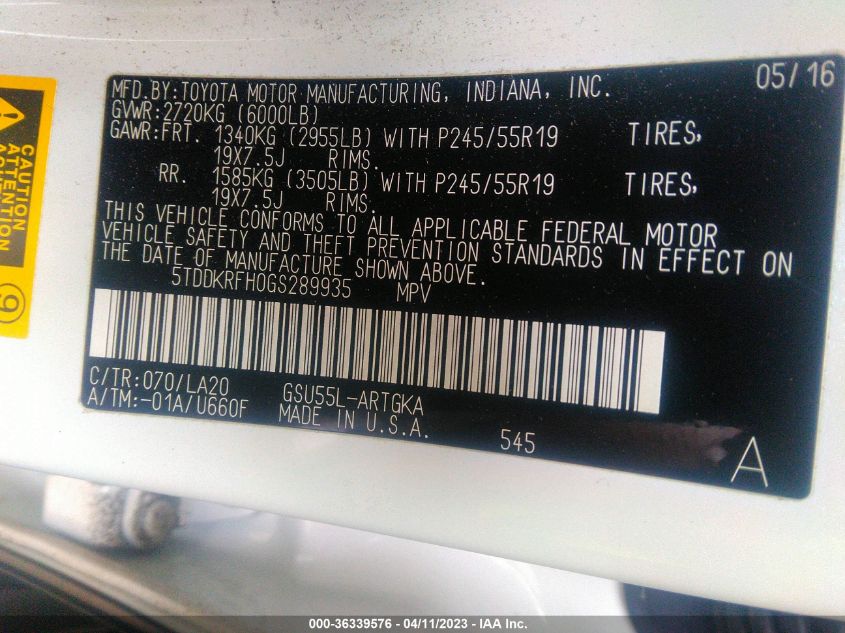 MFD.BY:TOYOTA MOTOR MANUFACTURING, INDIANA, INC. 05/16
GVWR:2720KG (6000LB)
GAWR:FRT. 1340KG (2955LB) WITH P245/55R19 TIRES,
19X7.5J RIMS.
RR. 1585KG (3505LB) WITH P245/55R19 TIRES,
19X7.5J RIMS.
THIS VEHICLE CONFORMS TO ALL APPLICABLE FEDERAL MOTOR
VEHICLE SAFETY AND THEFT PREVENTION STANDARDS IN EFFECT ON
THE DATE OF MANUFACTURE SHOWN ABOVE.
5TDDKRFH0GS289935 MPV
C/TR:070/LA20 GSU55L-ARTGKA
A/TM:-01A/U660F MADE IN U.S.A. 545
A
CAUTION
ATTENTION
9
000-36339576 - 04/11/2023 - IAA Inc.